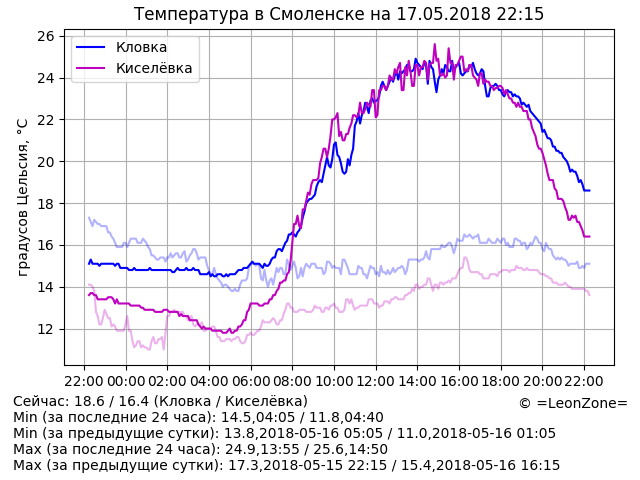 Температура в Смоленске на 17.05.2018 22:15
Кловка
Киселёвка
градусов Цельсия, °C
26
24
22
20
18
16
14
12
22:00 00:00 02:00 04:00 06:00 08:00 10:00 12:00 14:00 16:00 18:00 20:00 22:00
Сейчас: 18.6 / 16.4 (Кловка / Киселёвка)
© =LeonZone=
Min (за последние 24 часа): 14.5,04:05 / 11.8,04:40
Min (за предыдущие сутки): 13.8,2018-05-16 05:05 / 11.0,2018-05-16 01:05
Max (за последние 24 часа): 24.9,13:55 / 25.6,14:50
Max (за предыдущие сутки): 17.3,2018-05-15 22:15 / 15.4,2018-05-16 16:15